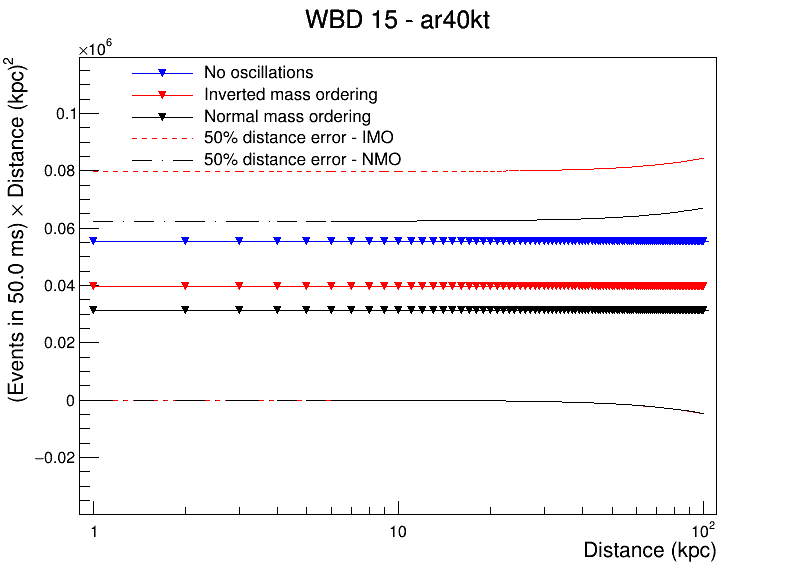 WBD 15 - ar40kt
×10^6
No oscillations
Inverted mass ordering
Normal mass ordering
50% distance error - IMO
50% distance error - NMO
(Events in 50.0 ms) × Distance (kpc)^2
0.1
0.08
0.06
0.04
0.02
0
−0.02
1 10 10^2
Distance (kpc)